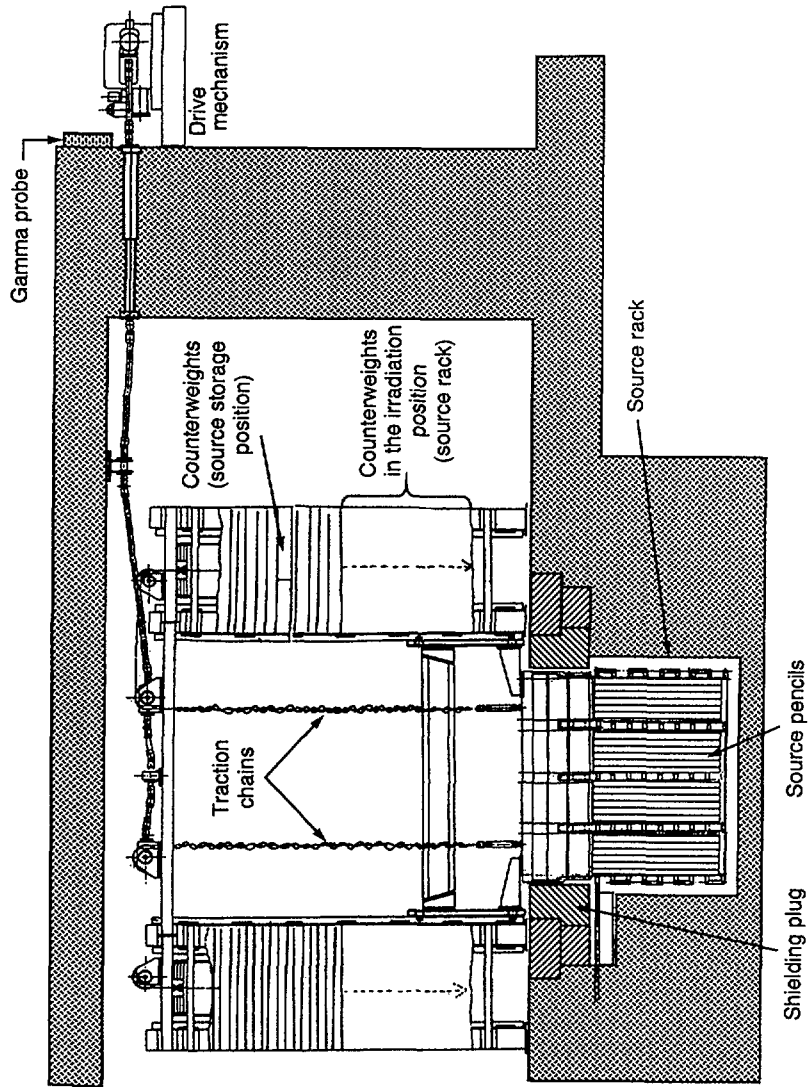 Gamma probe
Drive
mechanism
Counterweights
(source storage
position)
Counterweights
in the irradiation
position
(source rack)
Traction
chains
Source rack
Source pencils
Shielding plug